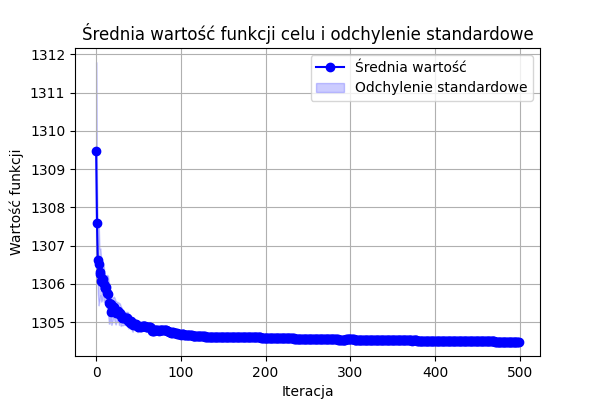 Średnia wartość funkcji celu i odchylenie standardowe
1312
1311
1310
1309
1308
1307
1306
1305
Wartość funkcji
Średnia wartość
Odchylenie standardowe
0 100 200 300 400 500
Iteracja